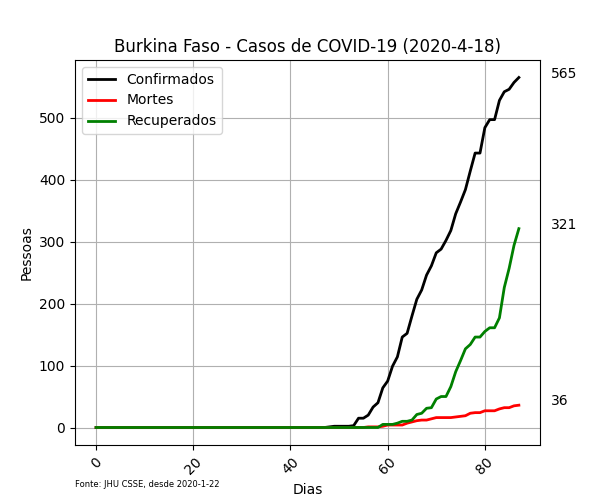 Burkina Faso - Casos de COVID-19 (2020-4-18)
Confirmados
Mortes
Recuperados
565
321
36
Pessoas
500
400
300
200
100
0
0
20
40
60
80
Dias
Fonte: JHU CSSE, desde 2020-1-22